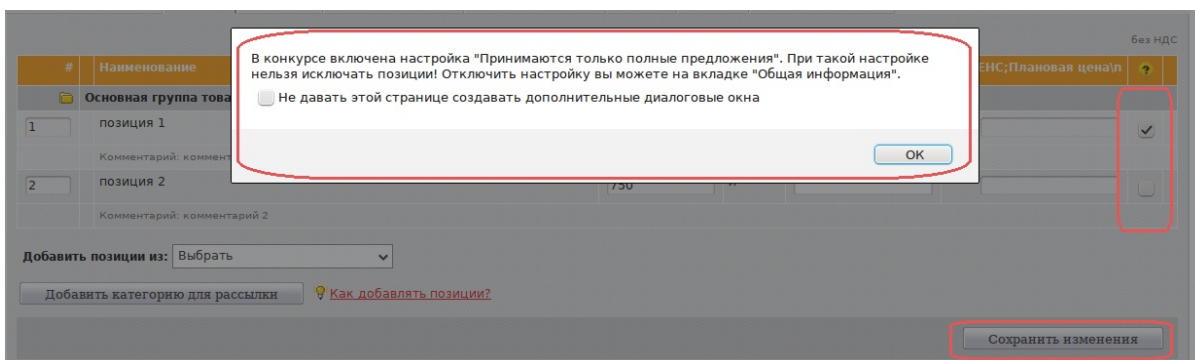 без НДС
В конкурсе включена настройка "Принимаются только полные предложения". При такой настройке
нельзя исключать позиции! Отключить настройку вы можете на вкладке "Общая информация".
Не давать этой странице создавать дополнительные диалоговые окна
OK
# Наименование ЕНС;Плановая цена\n ?
Основная группа това
1 позиция 1
Комментарий: коммент
2 позиция 2 750
Комментарий: комментарий 2
Добавить позиции из: Выбрать
Добавить категорию для рассылки Как добавлять позиции?
Сохранить изменения